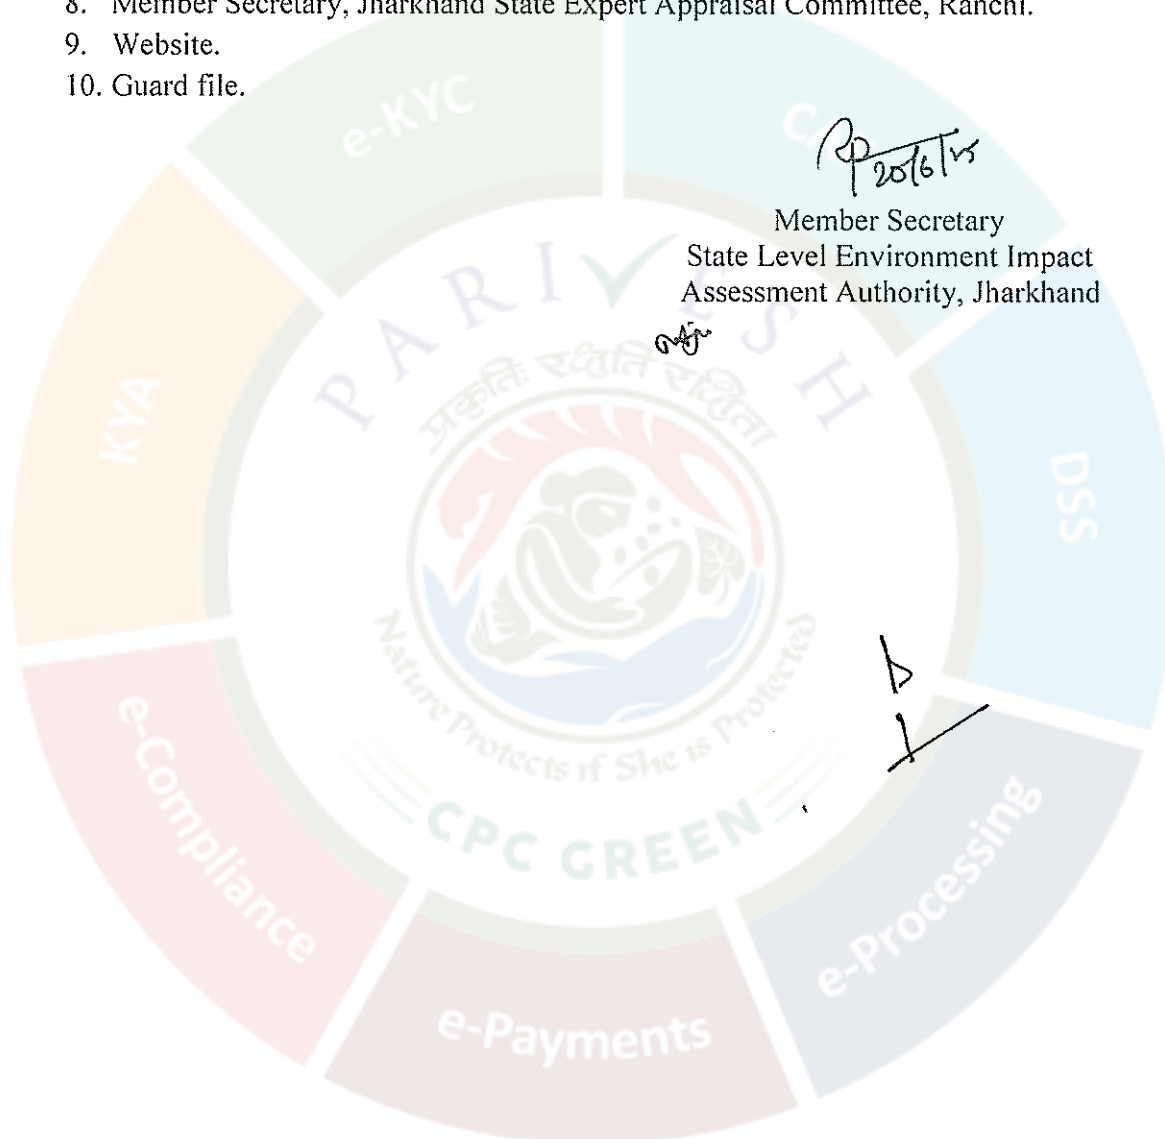 8. Member Secretary, Jharkhand State Expert Appraisal Committee, Ranchi.
9. Website.
10. Guard file.
20/6/25
Member Secretary
State Level Environment Impact
Assessment Authority, Jharkhand
PARIVESH
प्रकृतिः रक्षति रक्षिता
Nature Protects if She is Protected
CPC GREEN
e-KYC
KYA
DSS
e-Compliance
e-Processing
e-Payments